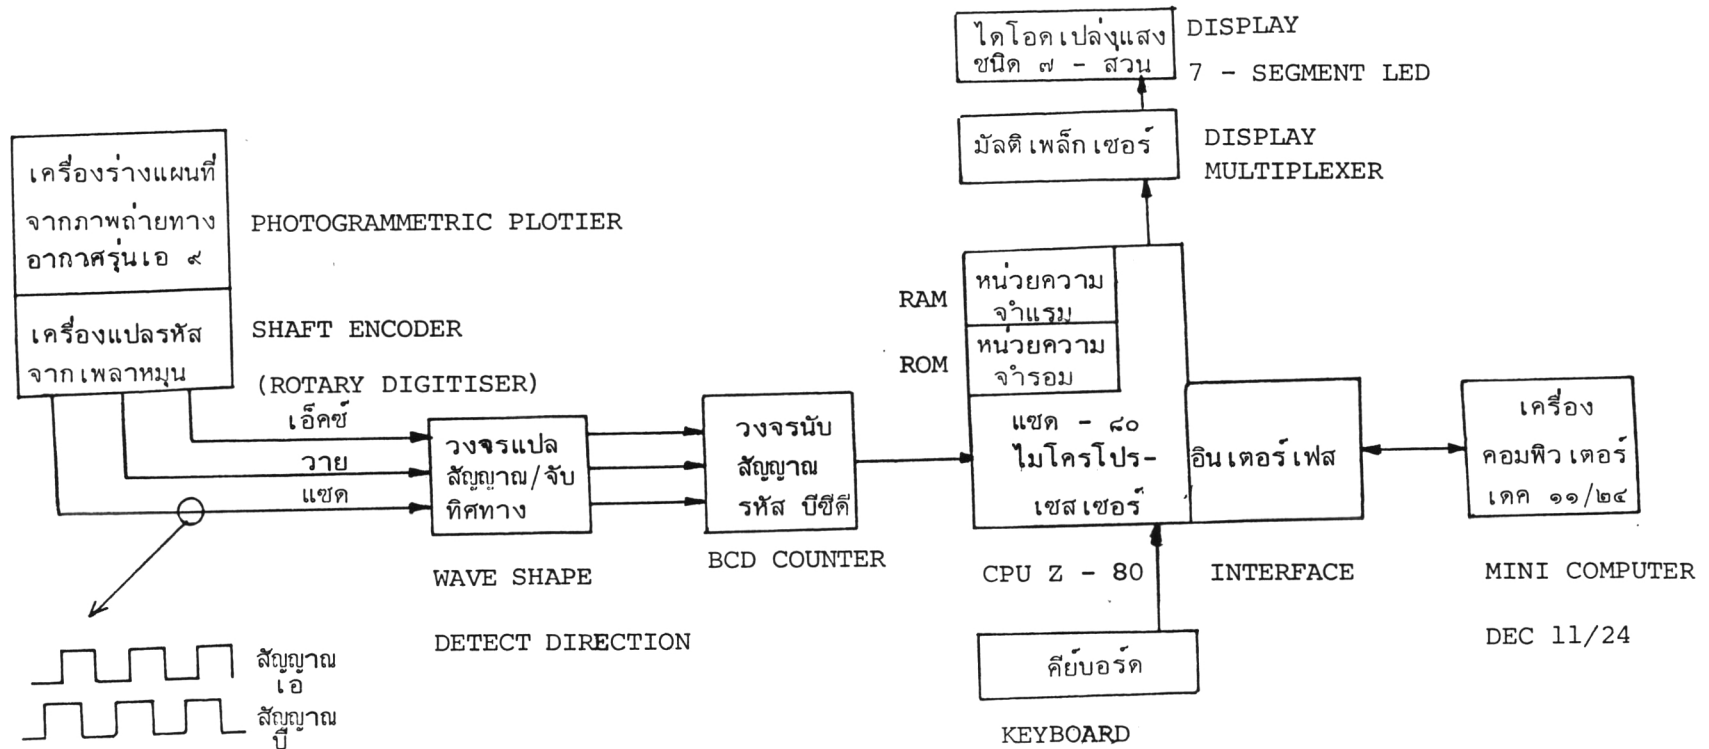 ไดโอดเปล่งแสง
ชนิด ๗ - ส่วน
DISPLAY
7 - SEGMENT LED
มัลติเพล็กเซอร์
DISPLAY
MULTIPLEXER
เครื่องร่างแผนที่
จากภาพถ่ายทาง
อากาศรุ่นเอ ๙
PHOTOGRAMMETRIC PLOTIER
เครื่องแปลรหัส
จากเพลาหมุน
SHAFT ENCODER
(ROTARY DIGITISER)
เอ็คซ์
วาย
แซด
วงจรแปล
สัญญาณ/จับ
ทิศทาง
WAVE SHAPE
DETECT DIRECTION
วงจรนับ
สัญญาณ
รหัส บีซีดี
BCD COUNTER
RAM
หน่วยความ
จำแรม
ROM
หน่วยความ
จำรอม
แซด - ๘๐
ไมโครโปร-
เซสเซอร์
CPU Z - 80
อินเตอร์เฟส
INTERFACE
เครื่อง
คอมพิวเตอร์
เดค ๑๑/๒๔
MINI COMPUTER
DEC 11/24
คีย์บอร์ด
KEYBOARD
สัญญาณ
เอ
สัญญาณ
บี